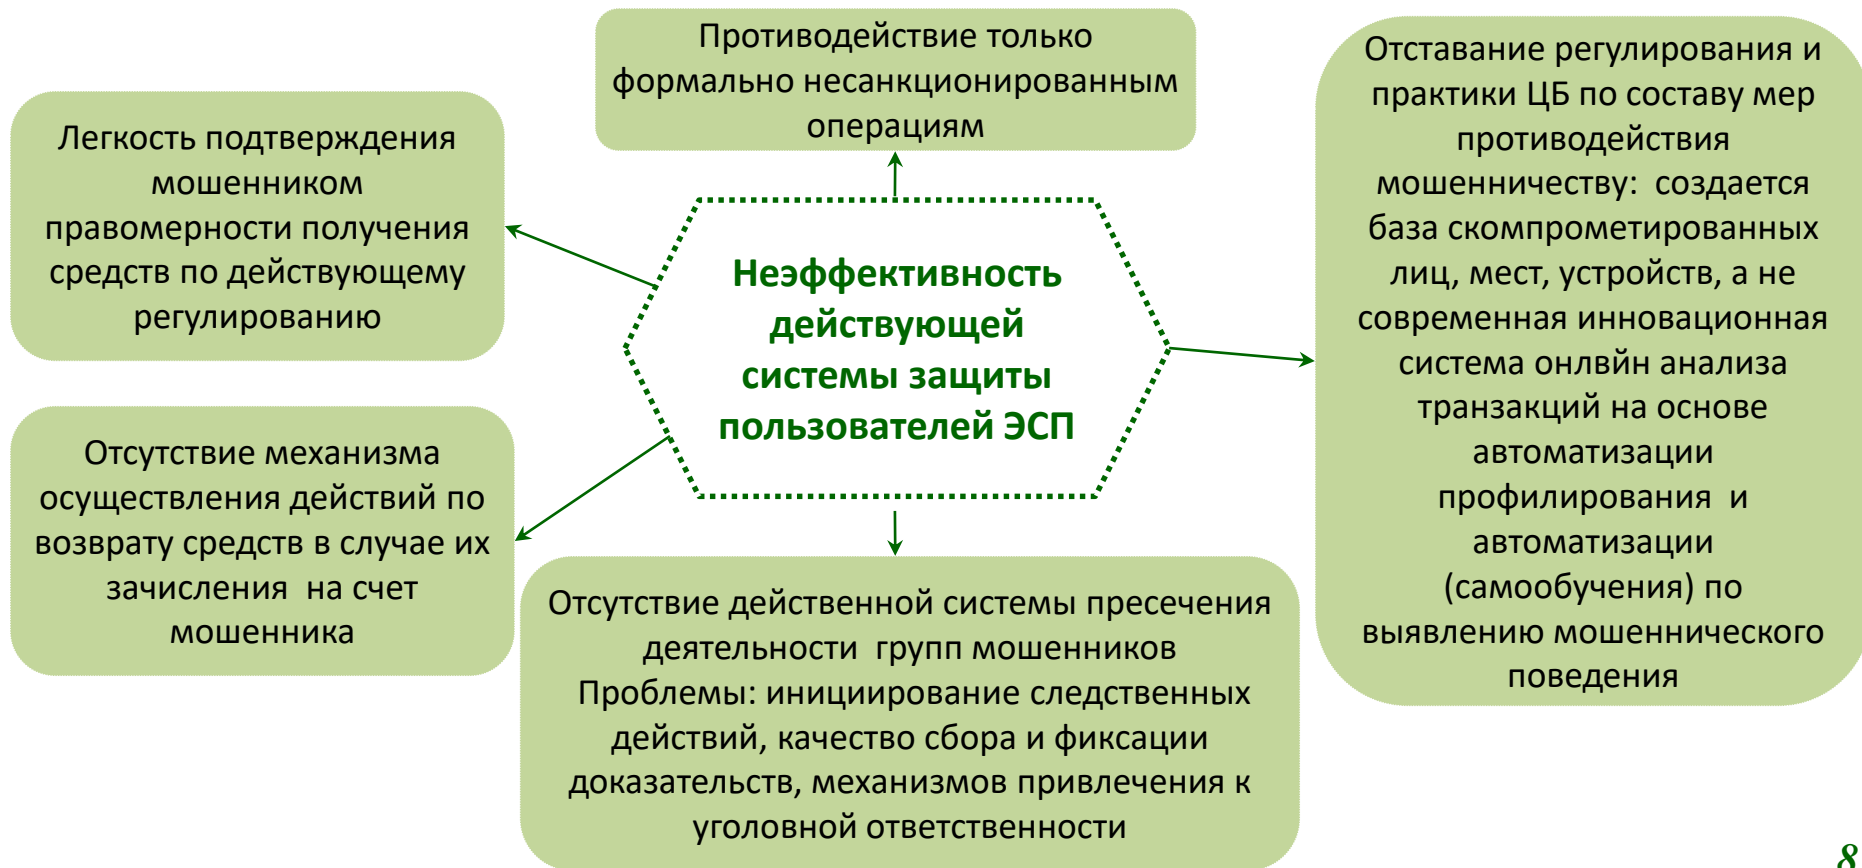 Противодействие только
формально несанкционированным
операциям
Легкость подтверждения
мошенником
правомерности получения
средств по действующему
регулированию
Неэффективность
действующей
системы защиты
пользователей ЭСП
Отставание регулирования и
практики ЦБ по составу мер
противодействия
мошенничеству: создается
база скомпрометированных
лиц, мест, устройств, а не
современная инновационная
система онлвйн анализа
транзакций на основе
автоматизации
профилирования и
автоматизации
(самообучения) по
выявлению мошеннического
поведения
Отсутствие механизма
осуществления действий по
возврату средств в случае их
зачисления на счет
мошенника
Отсутствие действенной системы пресечения
деятельности групп мошенников
Проблемы: инициирование следственных
действий, качество сбора и фиксации
доказательств, механизмов привлечения к
уголовной ответственности
8